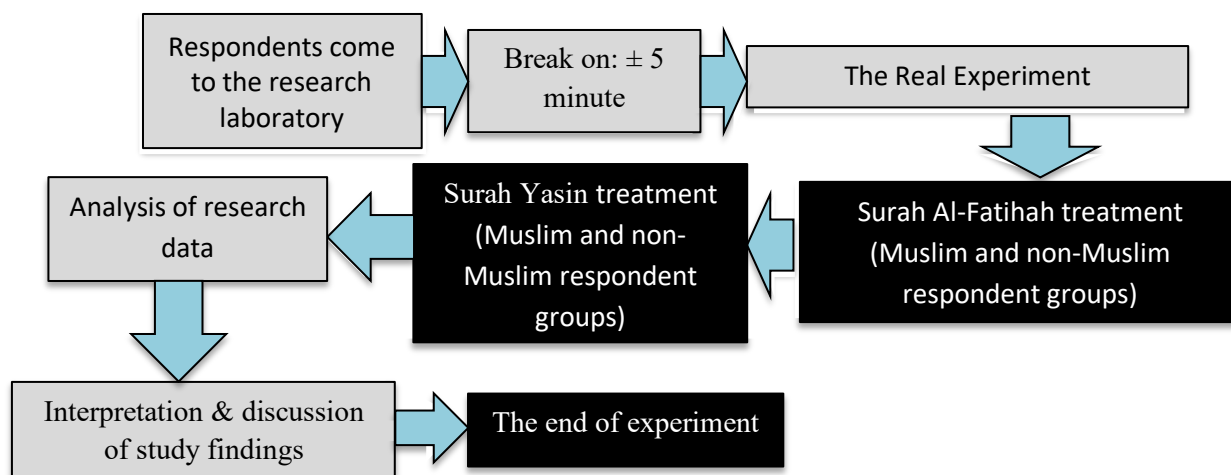 Respondents come
to the research
laboratory
Break on: ± 5
minute
The Real Experiment
Surah Al-Fatihah treatment
(Muslim and non-Muslim
respondent groups)
Surah Yasin treatment
(Muslim and non-
Muslim respondent
groups)
Analysis of research
data
Interpretation & discussion
of study findings
The end of experiment